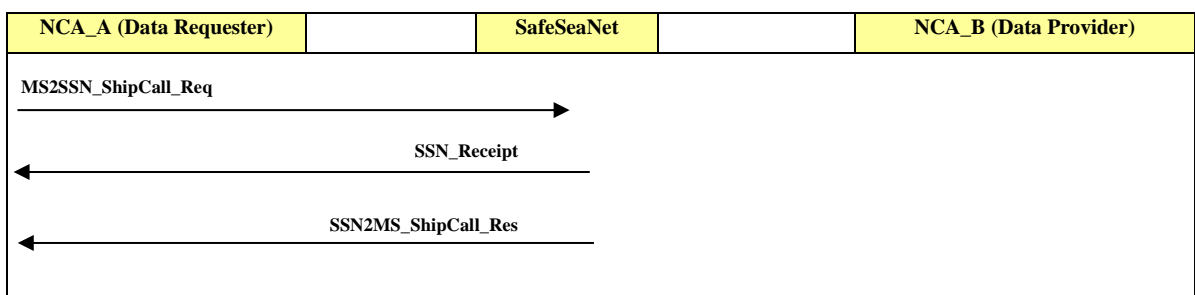 NCA_A (Data Requester)
SafeSeaNet
NCA_B (Data Provider)
MS2SSN_ShipCall_Req
SSN_Receipt
SSN2MS_ShipCall_Res